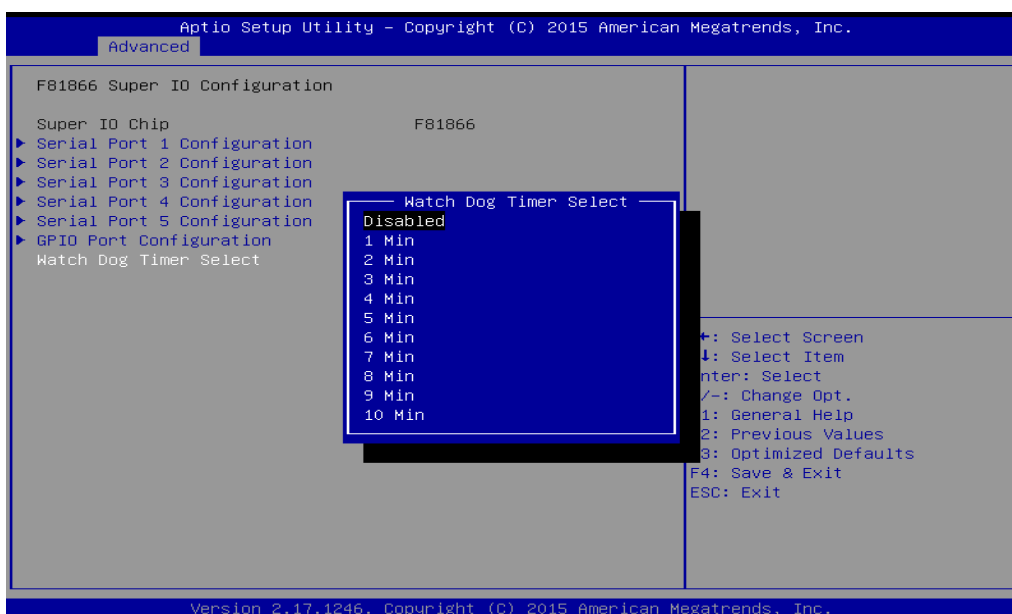 Aptio Setup Utility – Copyright (C) 2015 American Megatrends, Inc.
Advanced
F81866 Super IO Configuration
Super IO Chip F81866
Serial Port 1 Configuration
Serial Port 2 Configuration
Serial Port 3 Configuration
Serial Port 4 Configuration
Serial Port 5 Configuration
GPIO Port Configuration
Watch Dog Timer Select
Watch Dog Timer Select
Disabled
1 Min
2 Min
3 Min
4 Min
5 Min
6 Min
7 Min
8 Min
9 Min
10 Min
←: Select Screen
↓: Select Item
nter: Select
/-: Change Opt.
1: General Help
2: Previous Values
3: Optimized Defaults
F4: Save & Exit
ESC: Exit
Version 2.17.1246. Copyright (C) 2015 American Megatrends, Inc.